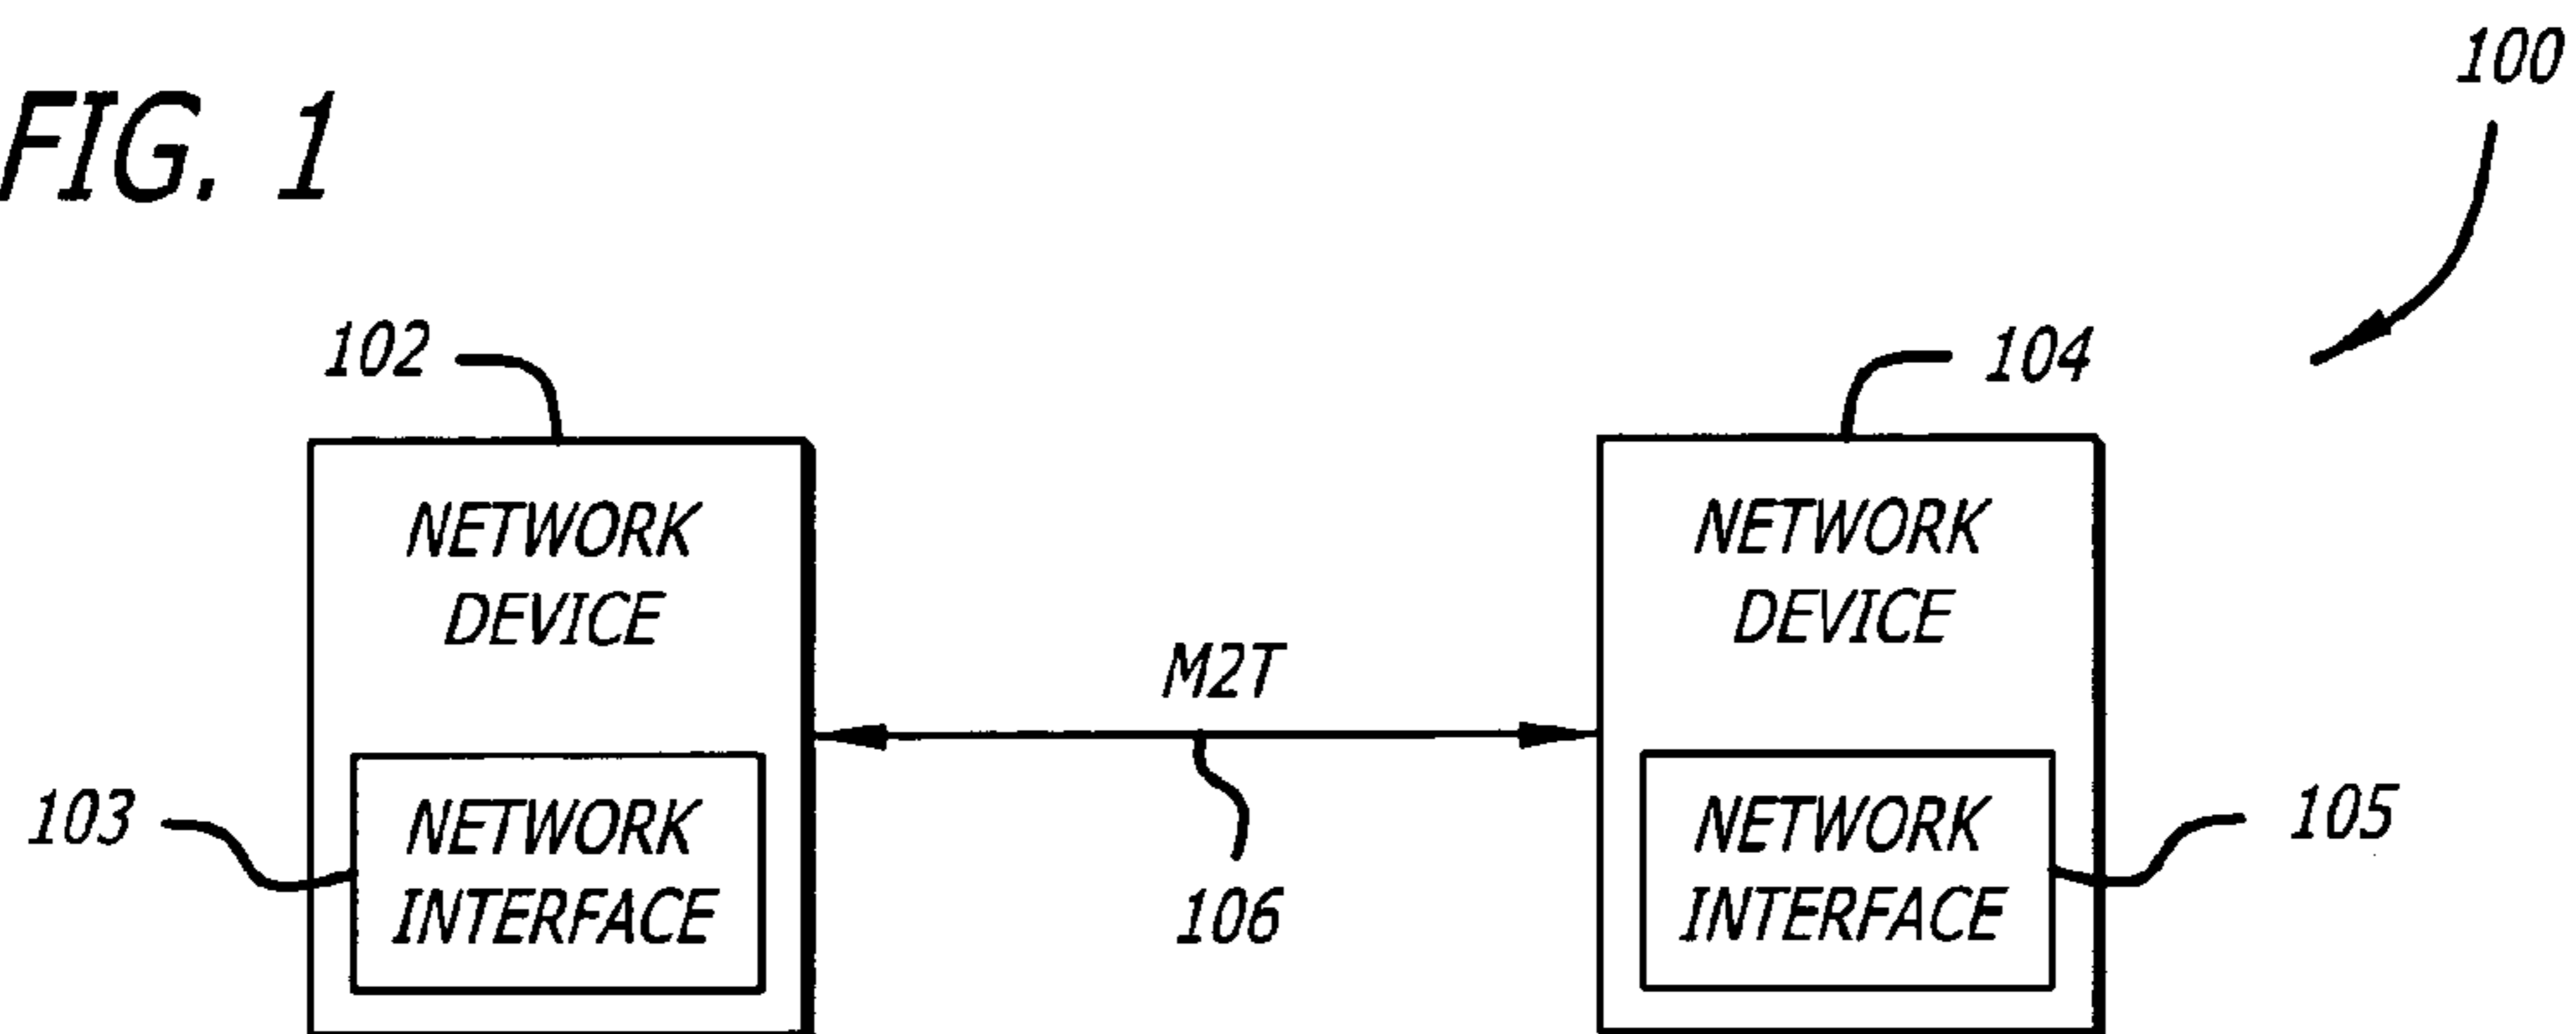 FIG. 1
100
102
104
NETWORK
DEVICE
NETWORK
DEVICE
M2T
103
NETWORK
INTERFACE
106
NETWORK
INTERFACE
105